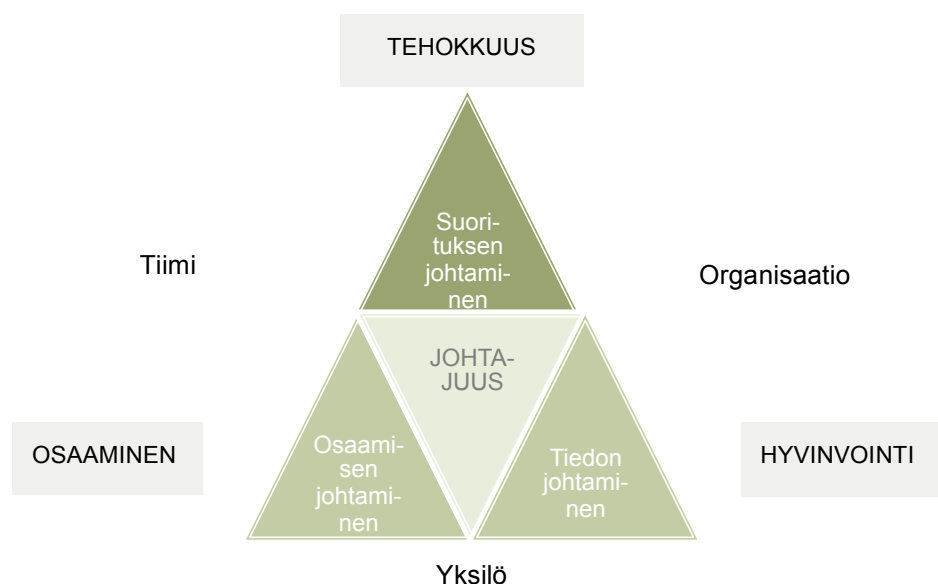 TEHOKKUUS
Suori-
tuksen
johtami-
nen
Tiimi
Organisaatio
JOHTA-
JUUS
OSAAMINEN
Osaami-
sen
johtami-
nen
Tiedon
johtami-
nen
HYVINVOINTI
Yksilö